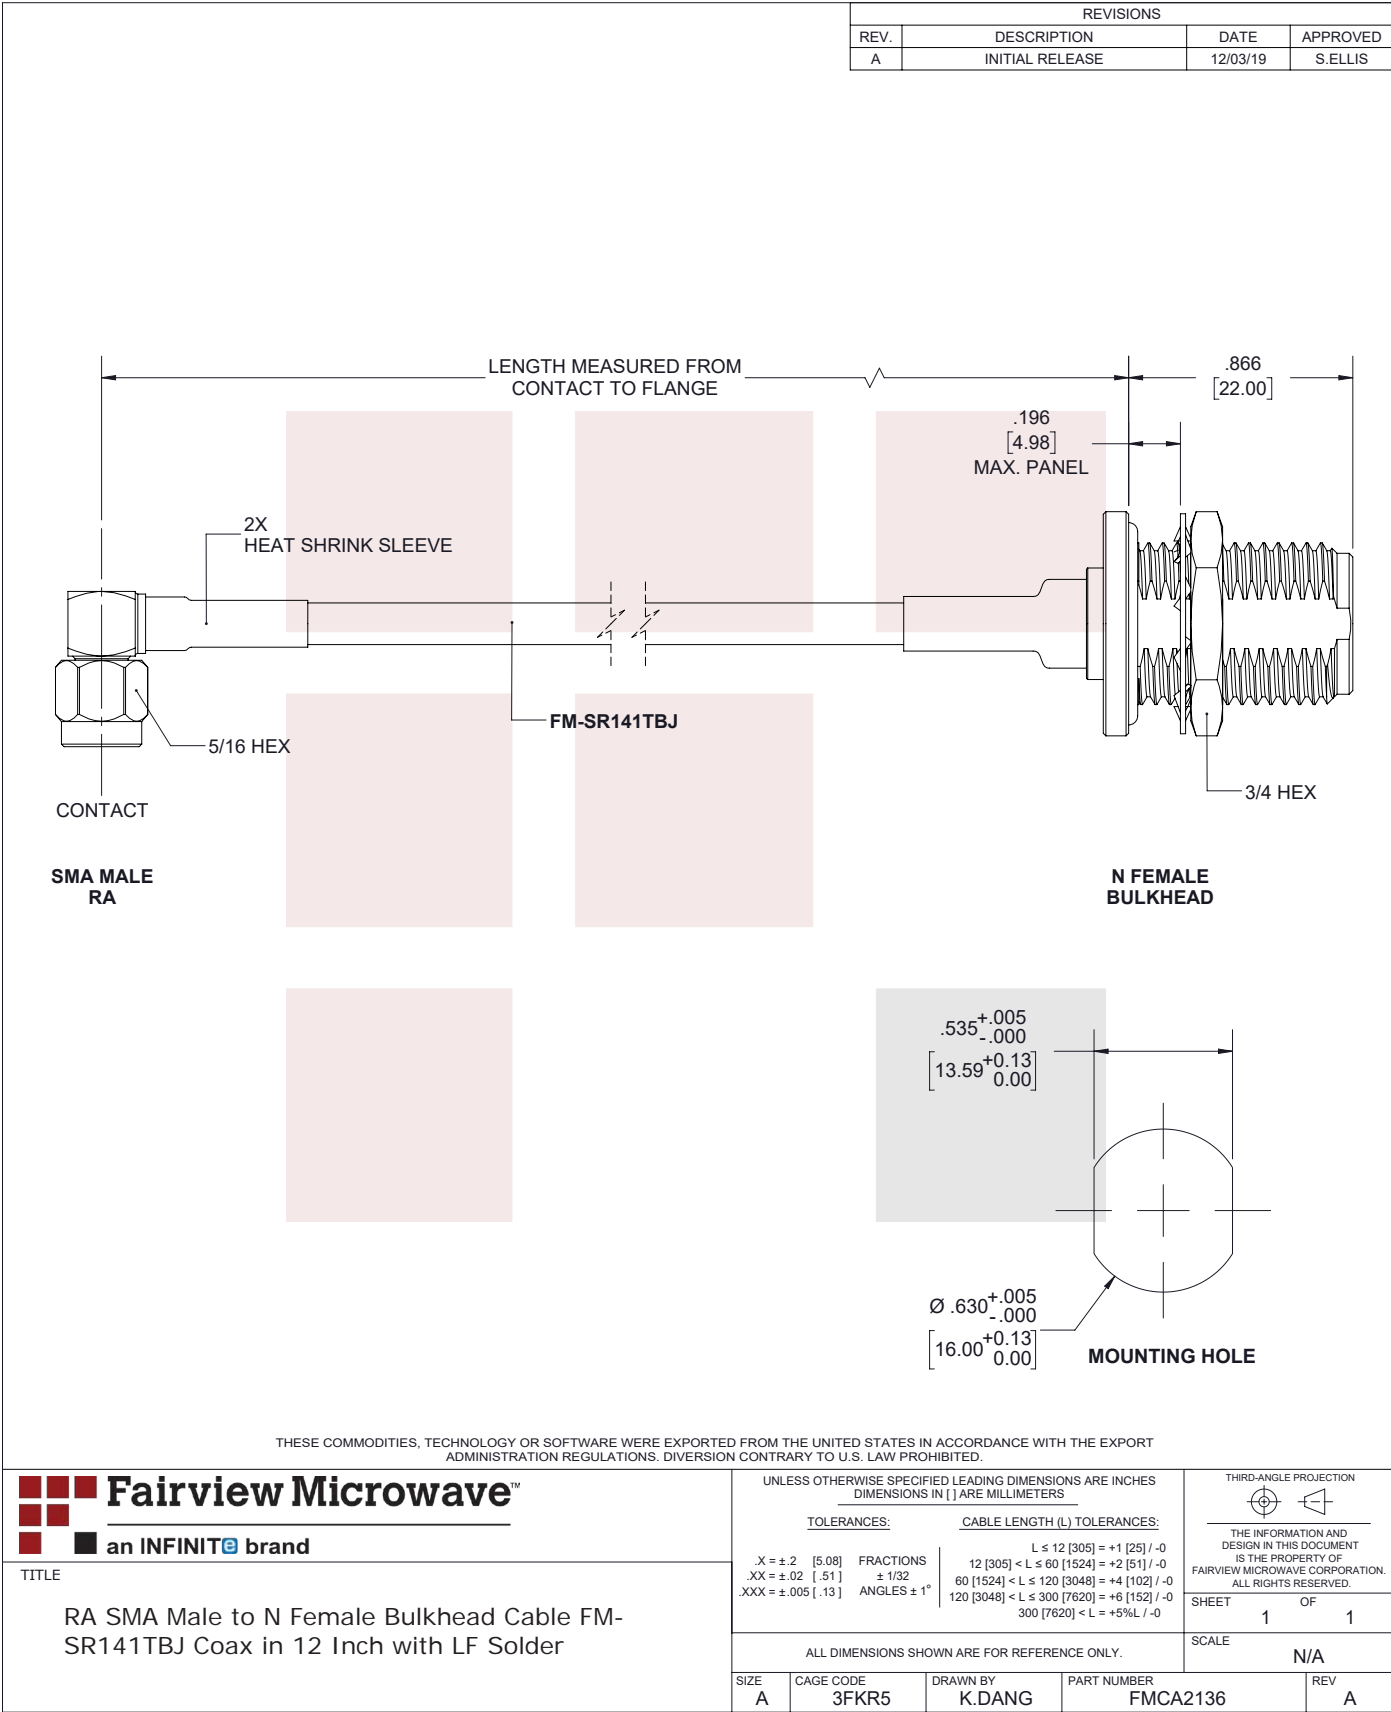 REVISIONS
REV. DESCRIPTION DATE APPROVED
A INITIAL RELEASE 12/03/19 S.ELLIS
LENGTH MEASURED FROM
CONTACT TO FLANGE
.866
[22.00]
.196
[4.98]
MAX. PANEL
2X
HEAT SHRINK SLEEVE
FM-SR141TBJ
5/16 HEX
3/4 HEX
CONTACT
SMA MALE
RA
N FEMALE
BULKHEAD
.535 +.005
-.000
[13.59 +0.13
0.00]
Ø .630 +.005
-.000
[16.00 +0.13
0.00]
MOUNTING HOLE
THESE COMMODITIES, TECHNOLOGY OR SOFTWARE WERE EXPORTED FROM THE UNITED STATES IN ACCORDANCE WITH THE EXPORT
ADMINISTRATION REGULATIONS. DIVERSION CONTRARY TO U.S. LAW PROHIBITED.
Fairview Microwave™
an INFINITe brand
TITLE
RA SMA Male to N Female Bulkhead Cable FM-
SR141TBJ Coax in 12 Inch with LF Solder
UNLESS OTHERWISE SPECIFIED LEADING DIMENSIONS ARE INCHES
DIMENSIONS IN [ ] ARE MILLIMETERS
TOLERANCES:
.X = ±.2 [5.08] FRACTIONS
.XX = ±.02 [ .51 ] ± 1/32
.XXX = ±.005 [ .13 ] ANGLES ± 1°
CABLE LENGTH (L) TOLERANCES:
L ≤ 12 [305] = +1 [25] / -0
12 [305] < L ≤ 60 [1524] = +2 [51] / -0
60 [1524] < L ≤ 120 [3048] = +4 [102] / -0
120 [3048] < L ≤ 300 [7620] = +6 [152] / -0
300 [7620] < L = +5%L / -0
ALL DIMENSIONS SHOWN ARE FOR REFERENCE ONLY.
THIRD-ANGLE PROJECTION
THE INFORMATION AND
DESIGN IN THIS DOCUMENT
IS THE PROPERTY OF
FAIRVIEW MICROWAVE CORPORATION.
ALL RIGHTS RESERVED.
SHEET 1 OF 1
SCALE N/A
SIZE A
CAGE CODE 3FKR5
DRAWN BY K.DANG
PART NUMBER FMCA2136
REV A